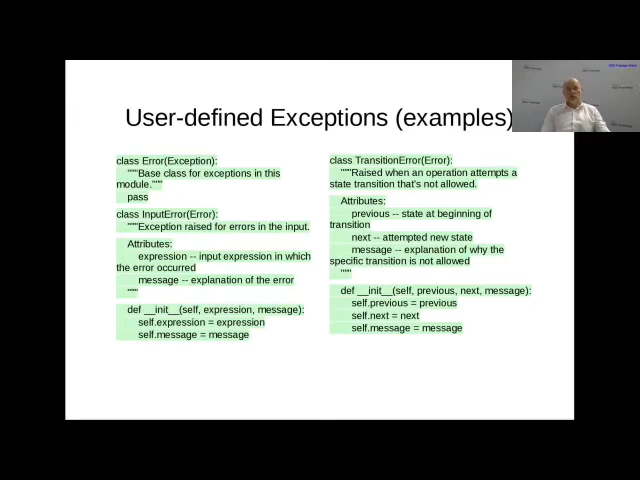 User-defined Exceptions (examples)
class Error(Exception):
"""Base class for exceptions in this
module."""
pass
class InputError(Error):
"""Exception raised for errors in the input.
Attributes:
expression -- input expression in which
the error occurred
message -- explanation of the error
"""
def __init__(self, expression, message):
self.expression = expression
self.message = message
class TransitionError(Error):
"""Raised when an operation attempts a
state transition that's not allowed.
Attributes:
previous -- state at beginning of
transition
next -- attempted new state
message -- explanation of why the
specific transition is not allowed
"""
def __init__(self, previous, next, message):
self.previous = previous
self.next = next
self.message = message